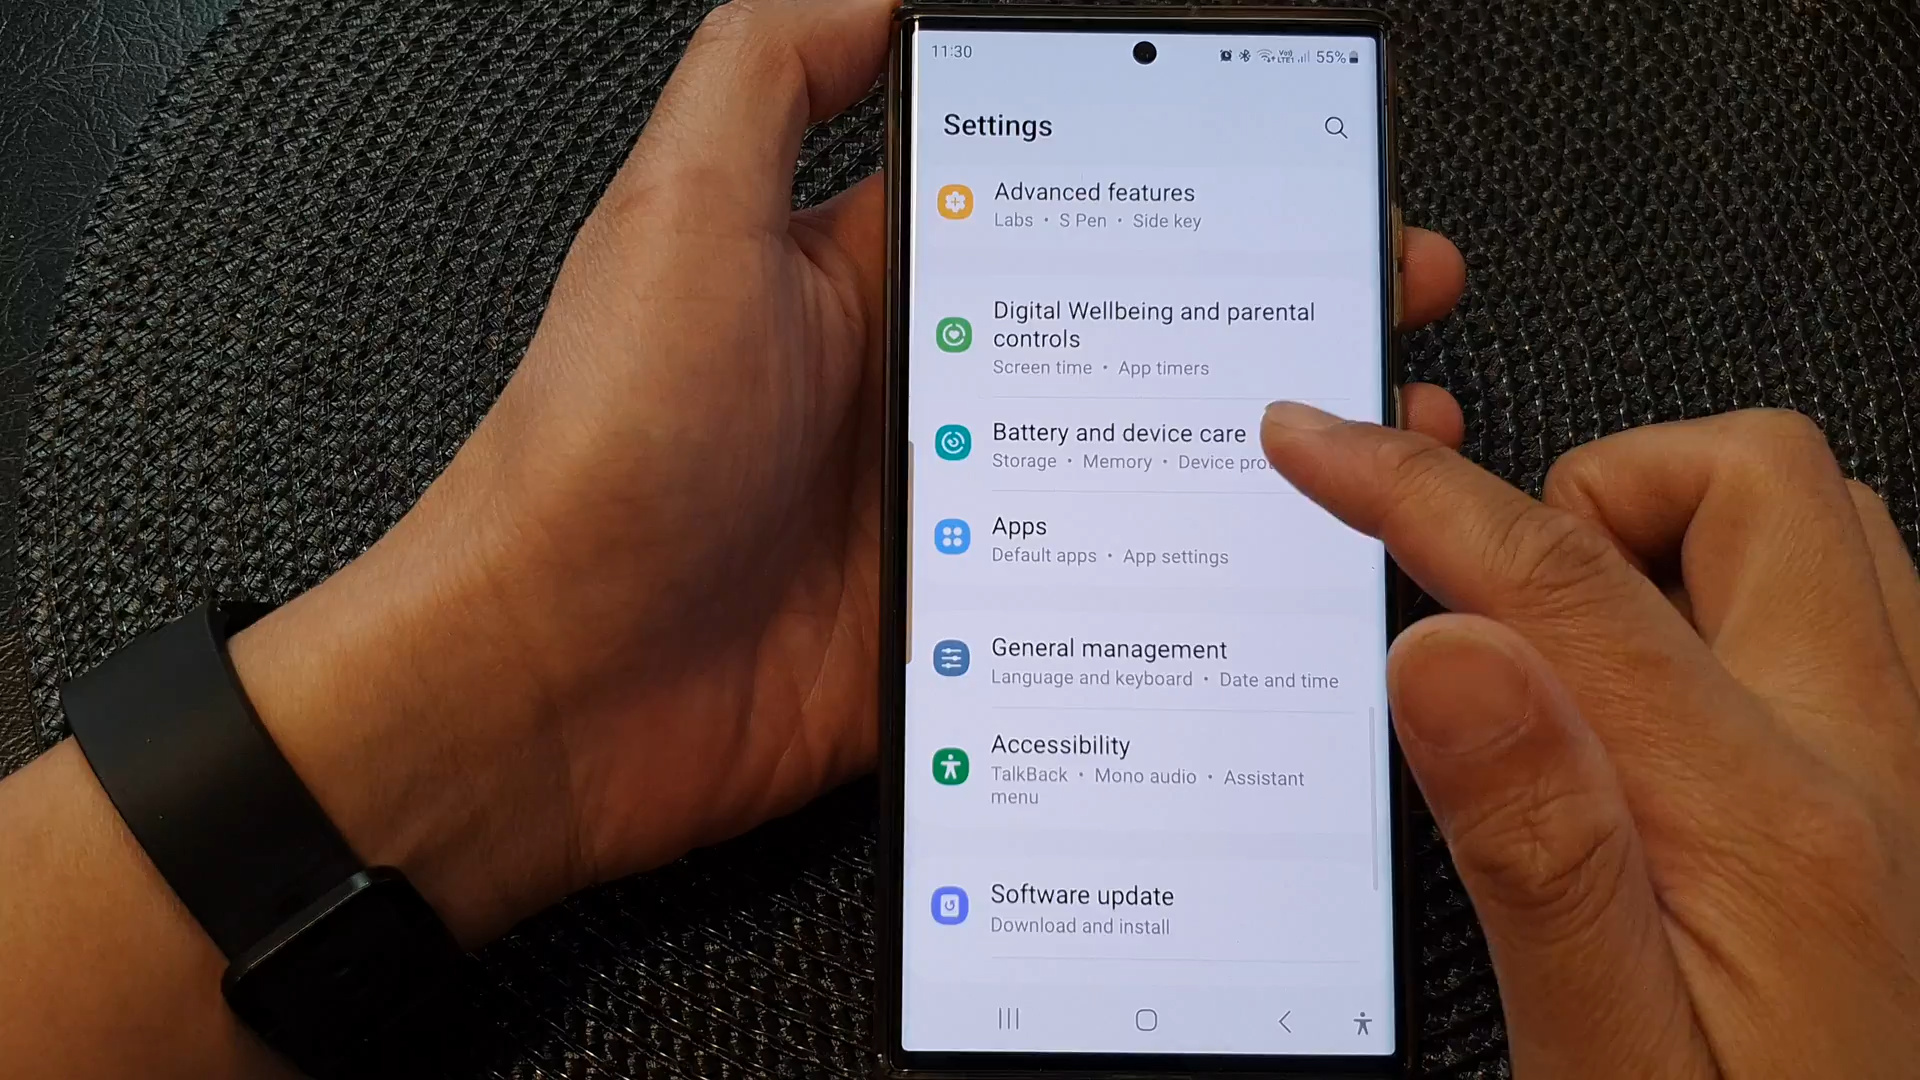 11:30
55%
Settings
Advanced features
Labs • S Pen • Side key
Digital Wellbeing and parental
controls
Screen time • App timers
Battery and device care
Storage • Memory • Device
Apps
Default apps • App settings
General management
Language and keyboard • Date and time
Accessibility
TalkBack • Mono audio • Assistant
menu
Software update
Download and install